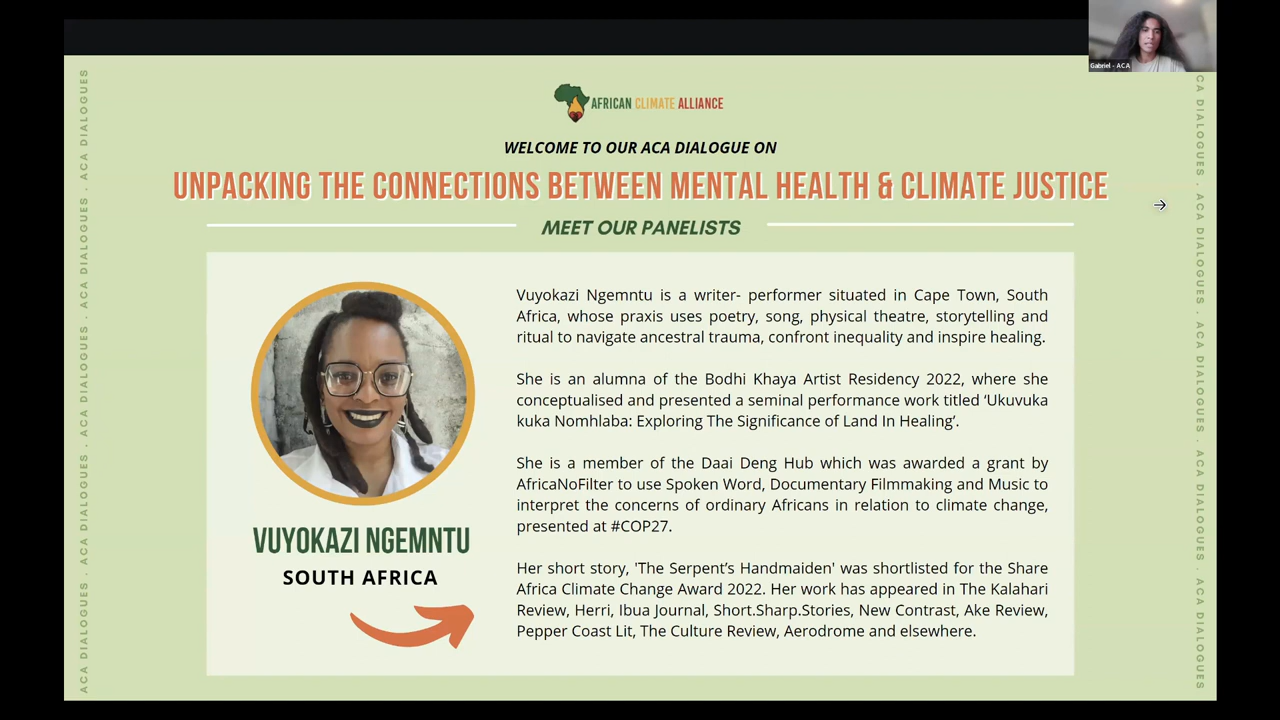 Gabriel - ACA
AFRICAN CLIMATE ALLIANCE
WELCOME TO OUR ACA DIALOGUE ON
UNPACKING THE CONNECTIONS BETWEEN MENTAL HEALTH & CLIMATE JUSTICE
MEET OUR PANELISTS
Vuyokazi Ngemntu is a writer- performer situated in Cape Town, South
Africa, whose praxis uses poetry, song, physical theatre, storytelling and
ritual to navigate ancestral trauma, confront inequality and inspire healing.
She is an alumna of the Bodhi Khaya Artist Residency 2022, where she
conceptualised and presented a seminal performance work titled ‘Ukuvuka
kuka Nomhlaba: Exploring The Significance of Land In Healing’.
She is a member of the Daai Deng Hub which was awarded a grant by
AfricaNoFilter to use Spoken Word, Documentary Filmmaking and Music to
interpret the concerns of ordinary Africans in relation to climate change,
presented at #COP27.
Her short story, 'The Serpent’s Handmaiden' was shortlisted for the Share
Africa Climate Change Award 2022. Her work has appeared in The Kalahari
Review, Herri, Ibua Journal, Short.Sharp.Stories, New Contrast, Ake Review,
Pepper Coast Lit, The Culture Review, Aerodrome and elsewhere.
VUYOKAZI NGEMNTU
SOUTH AFRICA
ACA DIALOGUES . ACA DIALOGUES . ACA DIALOGUES . ACA DIALOGUES . ACA DIALOGUES
CA DIALOGUES . ACA DIALOGUES . ACA DIALOGUES . ACA DIALOGUES . ACA DIALOGUES